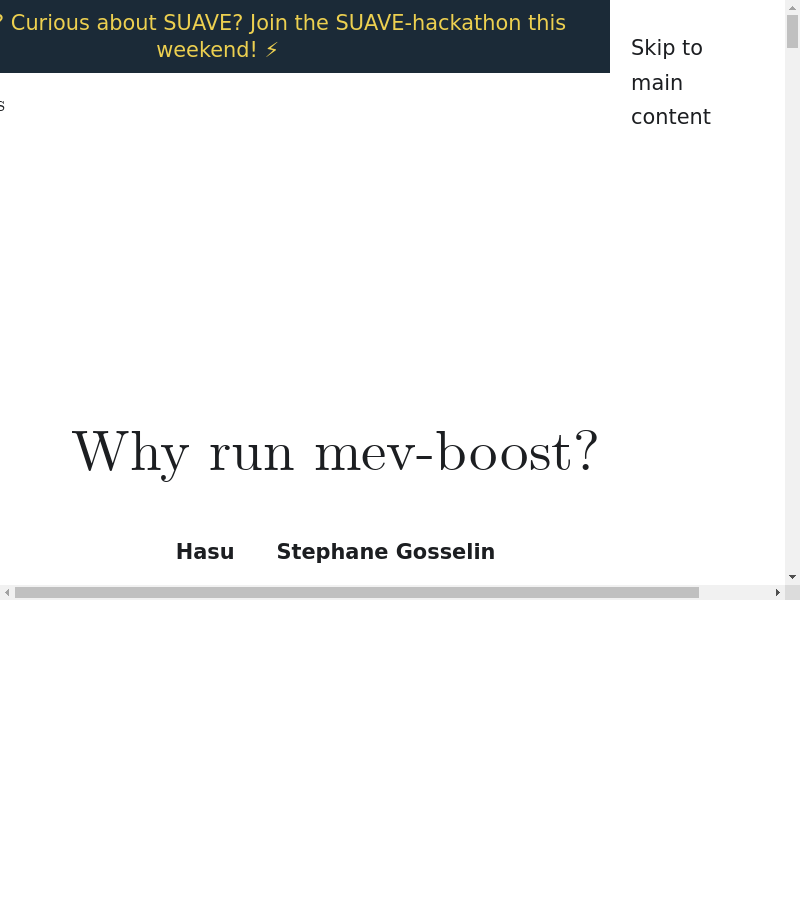 ? Curious about SUAVE? Join the SUAVE-hackathon this
weekend! ⚡
Skip to
main
content
s
Why run mev-boost?
Hasu Stephane Gosselin